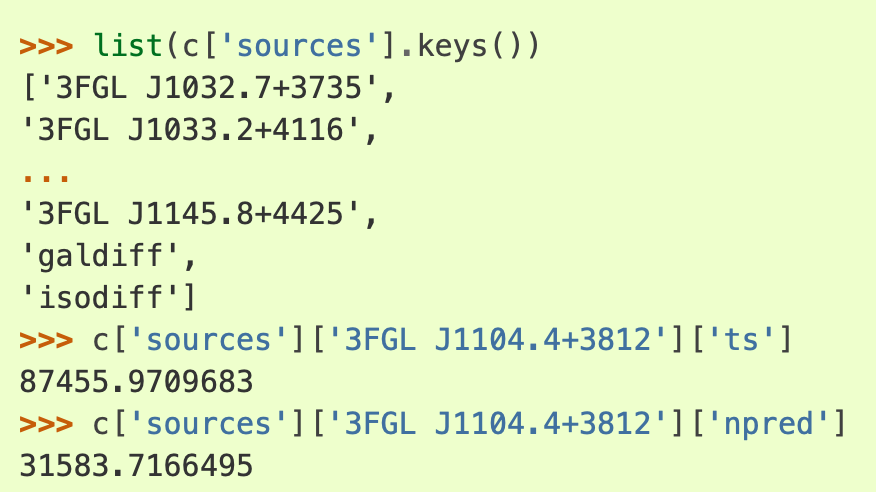 >>> list(c['sources'].keys())
['3FGL J1032.7+3735',
'3FGL J1033.2+4116',
...
'3FGL J1145.8+4425',
'galdiff',
'isodiff']
>>> c['sources']['3FGL J1104.4+3812']['ts']
87455.9709683
>>> c['sources']['3FGL J1104.4+3812']['npred']
31583.7166495